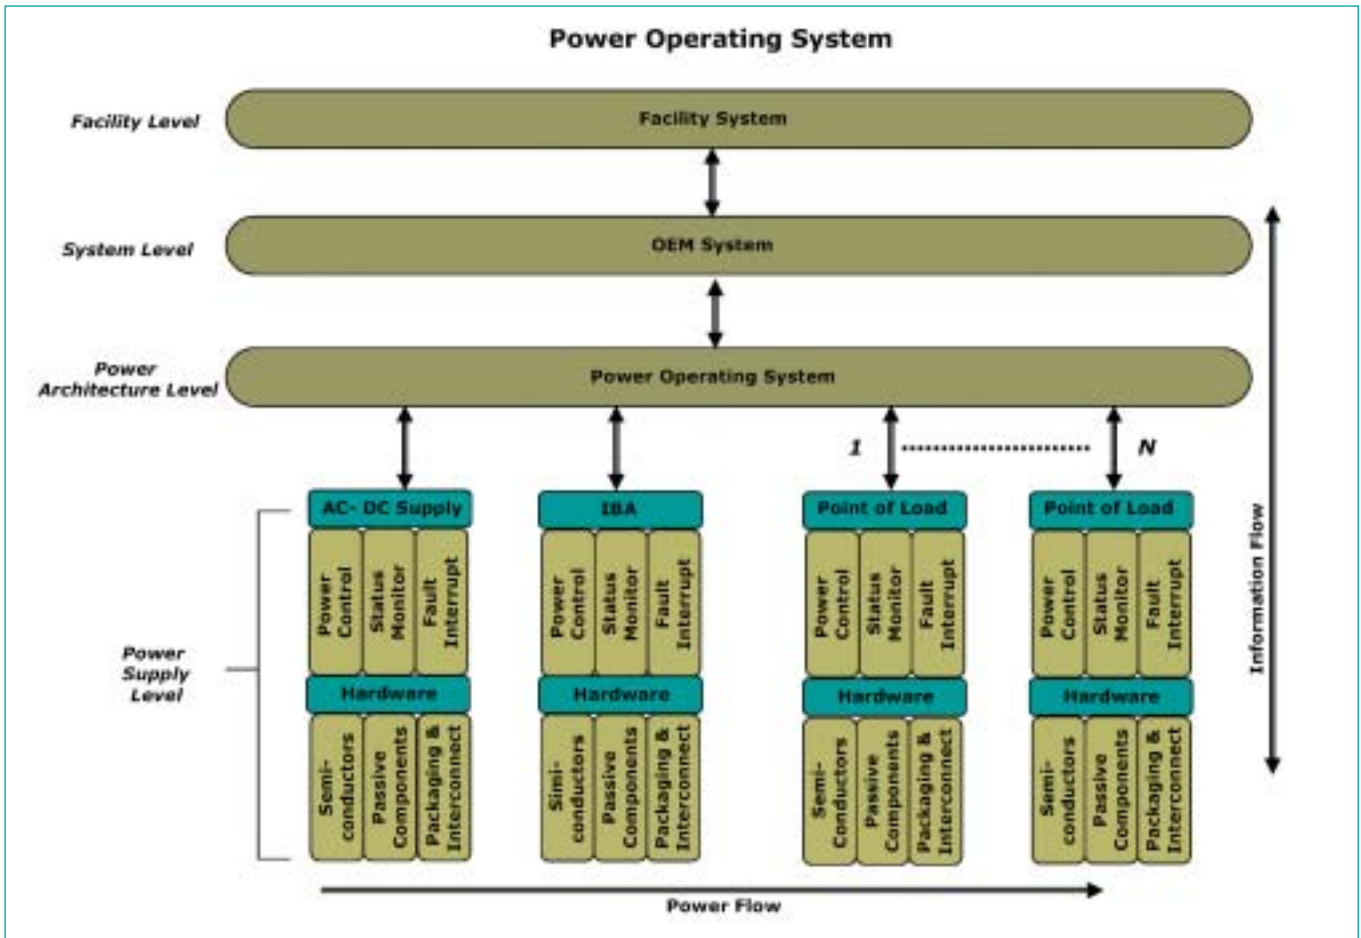 Power Operating System
Facility Level
Facility System
System Level
OEM System
Power
Architecture Level
Power Operating System
1
N
AC- DC Supply
IBA
Point of Load
Point of Load
Power
Control
Status
Monitor
Fault
Interrupt
Power
Control
Status
Monitor
Fault
Interrupt
Power
Control
Status
Monitor
Fault
Interrupt
Power
Control
Status
Monitor
Fault
Interrupt
Power
Supply
Level
Hardware
Hardware
Hardware
Hardware
Semi-
conductors
Passive
Components
Packaging &
Interconnect
Simi-
conductors
Passive
Components
Packaging &
Interconnect
Semi-
Conductors
Passive
Components
Packaging &
Interconnect
Semi-
conductors
Passive
Components
Packaging &
Interconnect
Information Flow
Power Flow